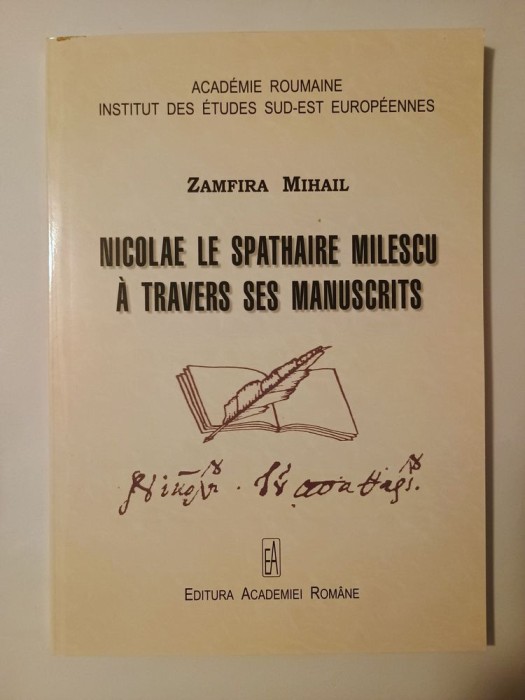 ACADÉMIE ROUMAINE
INSTITUT DES ÉTUDES SUD-EST EUROPÉENNES
ZAMFIRA MIHAIL
NICOLAE LE SPATHAIRE MILESCU
À TRAVERS SES MANUSCRITS
EA
EDITURA ACADEMIEI ROMÂNE